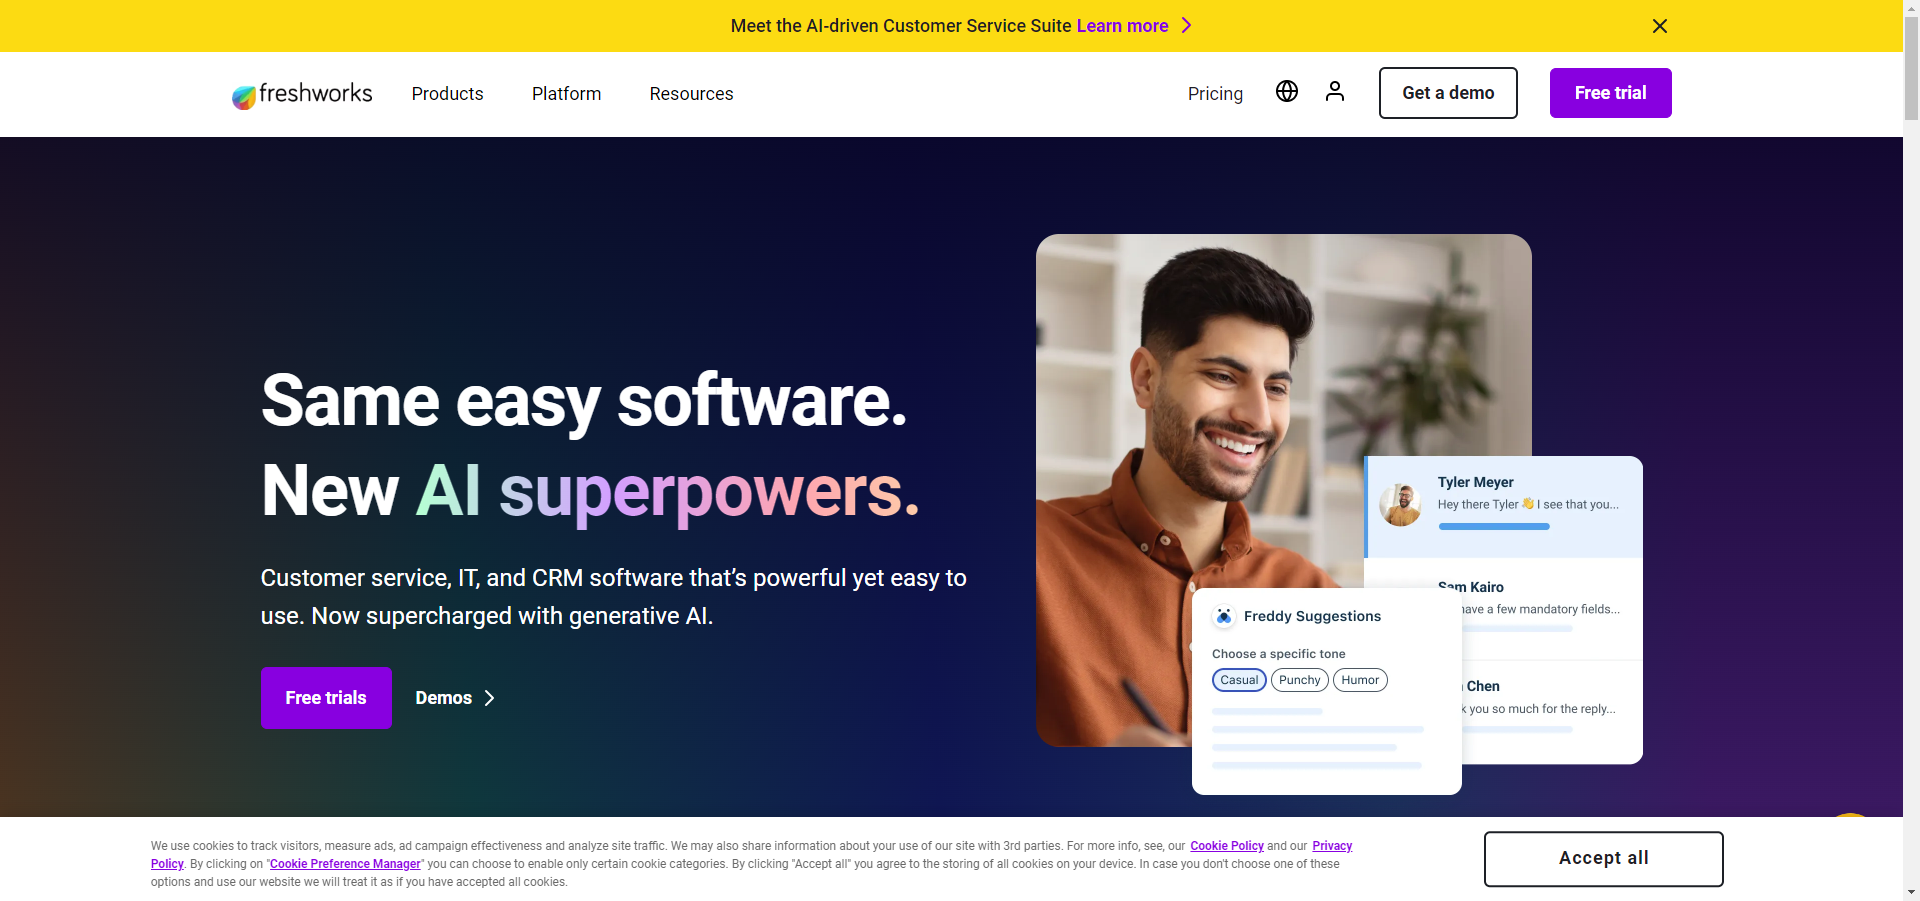 Meet the AI-driven Customer Service Suite Learn more
freshworks
Products
Platform
Resources
Pricing
Get a demo
Free trial
Same easy software.
New AI superpowers.
Customer service, IT, and CRM software that’s powerful yet easy to
use. Now supercharged with generative AI.
Free trials
Demos
Tyler Meyer
Hey there Tyler 👋 I see that you...
Sam Kairo
have a few mandatory fields...
Chen
you so much for the reply...
Freddy Suggestions
Choose a specific tone
Casual
Punchy
Humor
We use cookies to track visitors, measure ads, ad campaign effectiveness and analyze site traffic. We may also share information about your use of our site with 3rd parties. For more info, see, our Cookie Policy and our Privacy
Policy. By clicking on "Cookie Preference Manager" you can choose to enable only certain cookie categories. By clicking "Accept all" you agree to the storing of all cookies on your device. In case you don't choose one of these
options and use our website we will treat it as if you have accepted all cookies.
Accept all